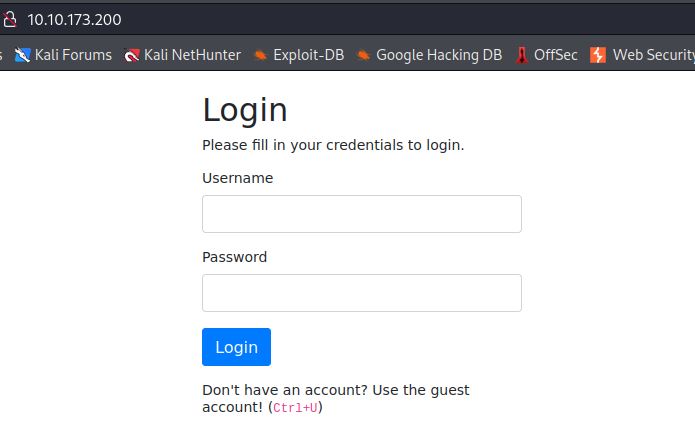 10.10.173.200
s Kali Forums Kali NetHunter Exploit-DB Google Hacking DB OffSec Web Security
Login
Please fill in your credentials to login.
Username
Password
Login
Don't have an account? Use the guest
account! (Ctrl+U)